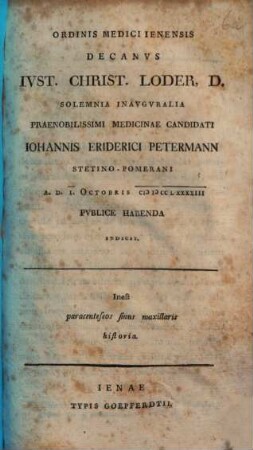 ORDINIS MEDICI IENENSIS
DECANVS
IVST. CHRIST. LODER, D.
SOLEMNIA INAVGVRALIA
PRAENOBILISSIMI MEDICINAE CANDIDATI
IOHANNIS FRIDERICI PETERMANN
STETINO-POMERANI
A. D. I. OCTOBRIS CIƆIƆCCLXXXXIII
PVBLICE HABENDA
INDICIT.
Inest
paracenteseos sinus maxillaris
historia.
IENAE
TYPIS GOEPFERDTII.